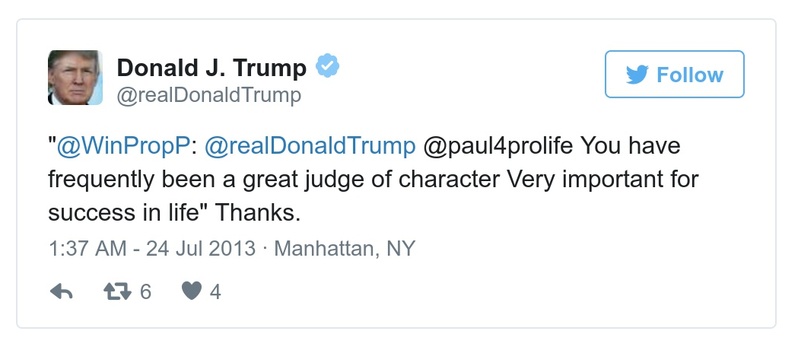 Donald J. Trump
@realDonaldTrump
Follow
"@WinPropP: @realDonaldTrump @paul4prolife You have
frequently been a great judge of character Very important for
success in life" Thanks.
1:37 AM - 24 Jul 2013 · Manhattan, NY
6 4